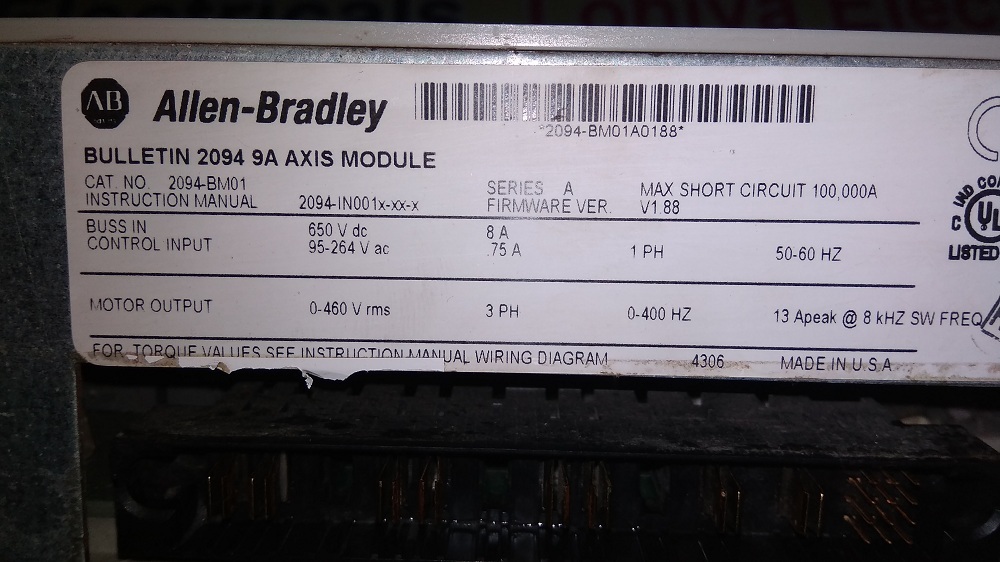 AB Allen-Bradley
*2094-BM01A0188*
BULLETIN 2094 9A AXIS MODULE
CAT. NO. 2094-BM01 SERIES A MAX SHORT CIRCUIT 100,000A
INSTRUCTION MANUAL 2094-IN001x-xx-x FIRMWARE VER. V1.88
BUSS IN 650 V dc 8 A
CONTROL INPUT 95-264 V ac .75 A 1 PH 50-60 HZ
MOTOR OUTPUT 0-460 V rms 3 PH 0-400 HZ 13 Apeak @ 8 kHZ SW FREQ
FOR TORQUE VALUES SEE INSTRUCTION MANUAL WIRING DIAGRAM 4306 MADE IN U.S.A
C UL
LISTED